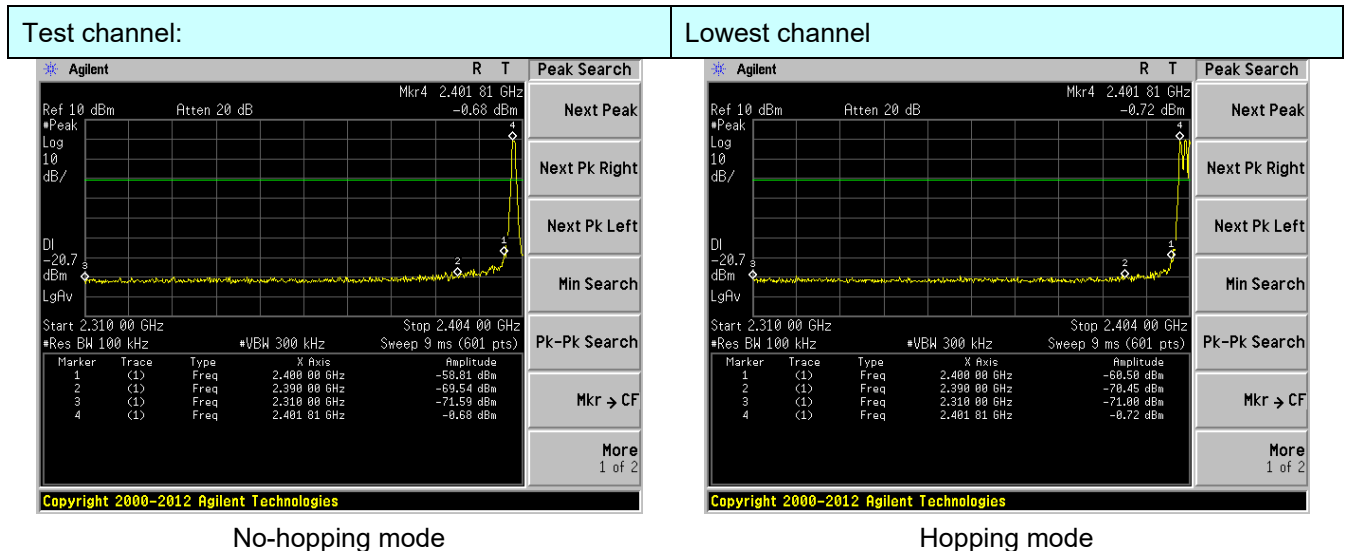 Test channel:
Lowest channel
Agilent
R T
Peak Search
Mkr4 2.401 81 GHz
Ref 10 dBm Atten 20 dB -0.68 dBm
#Peak
Log
10
dB/
DI
-20.7
dBm
LgAv
4
1
2
3
Start 2.310 00 GHz Stop 2.404 00 GHz
#Res BW 100 kHz #VBW 300 kHz Sweep 9 ms (601 pts)
Marker Trace Type X Axis Amplitude
1 (1) Freq 2.400 00 GHz -58.81 dBm
2 (1) Freq 2.390 00 GHz -69.54 dBm
3 (1) Freq 2.310 00 GHz -71.59 dBm
4 (1) Freq 2.401 81 GHz -0.68 dBm
Next Peak
Next Pk Right
Next Pk Left
Min Search
Pk-Pk Search
Mkr → CF
More
1 of 2
Copyright 2000-2012 Agilent Technologies
No-hopping mode
Agilent
R T
Peak Search
Mkr4 2.401 81 GHz
Ref 10 dBm Atten 20 dB -0.72 dBm
#Peak
Log
10
dB/
DI
-20.7
dBm
LgAv
4
1
2
3
Start 2.310 00 GHz Stop 2.404 00 GHz
#Res BW 100 kHz #VBW 300 kHz Sweep 9 ms (601 pts)
Marker Trace Type X Axis Amplitude
1 (1) Freq 2.400 00 GHz -60.50 dBm
2 (1) Freq 2.390 00 GHz -70.45 dBm
3 (1) Freq 2.310 00 GHz -71.00 dBm
4 (1) Freq 2.401 81 GHz -0.72 dBm
Next Peak
Next Pk Right
Next Pk Left
Min Search
Pk-Pk Search
Mkr → CF
More
1 of 2
Copyright 2000-2012 Agilent Technologies
Hopping mode